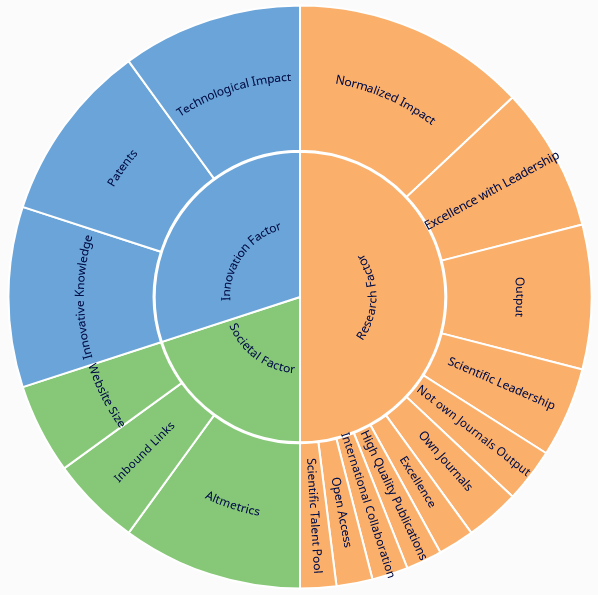 Technological Impact
Normalized Impact
Patents
Excellence with Leadership
Innovation Factor
Innovative Knowledge
Research Factor
Output
Societal Factor
Website Size
Scientific Leadership
Not own Journals Output
Inbound Links
Own Journals
Altmetrics
Excellence
High Quality Publications
International Collaboration
Open Access
Scientific Talent Pool